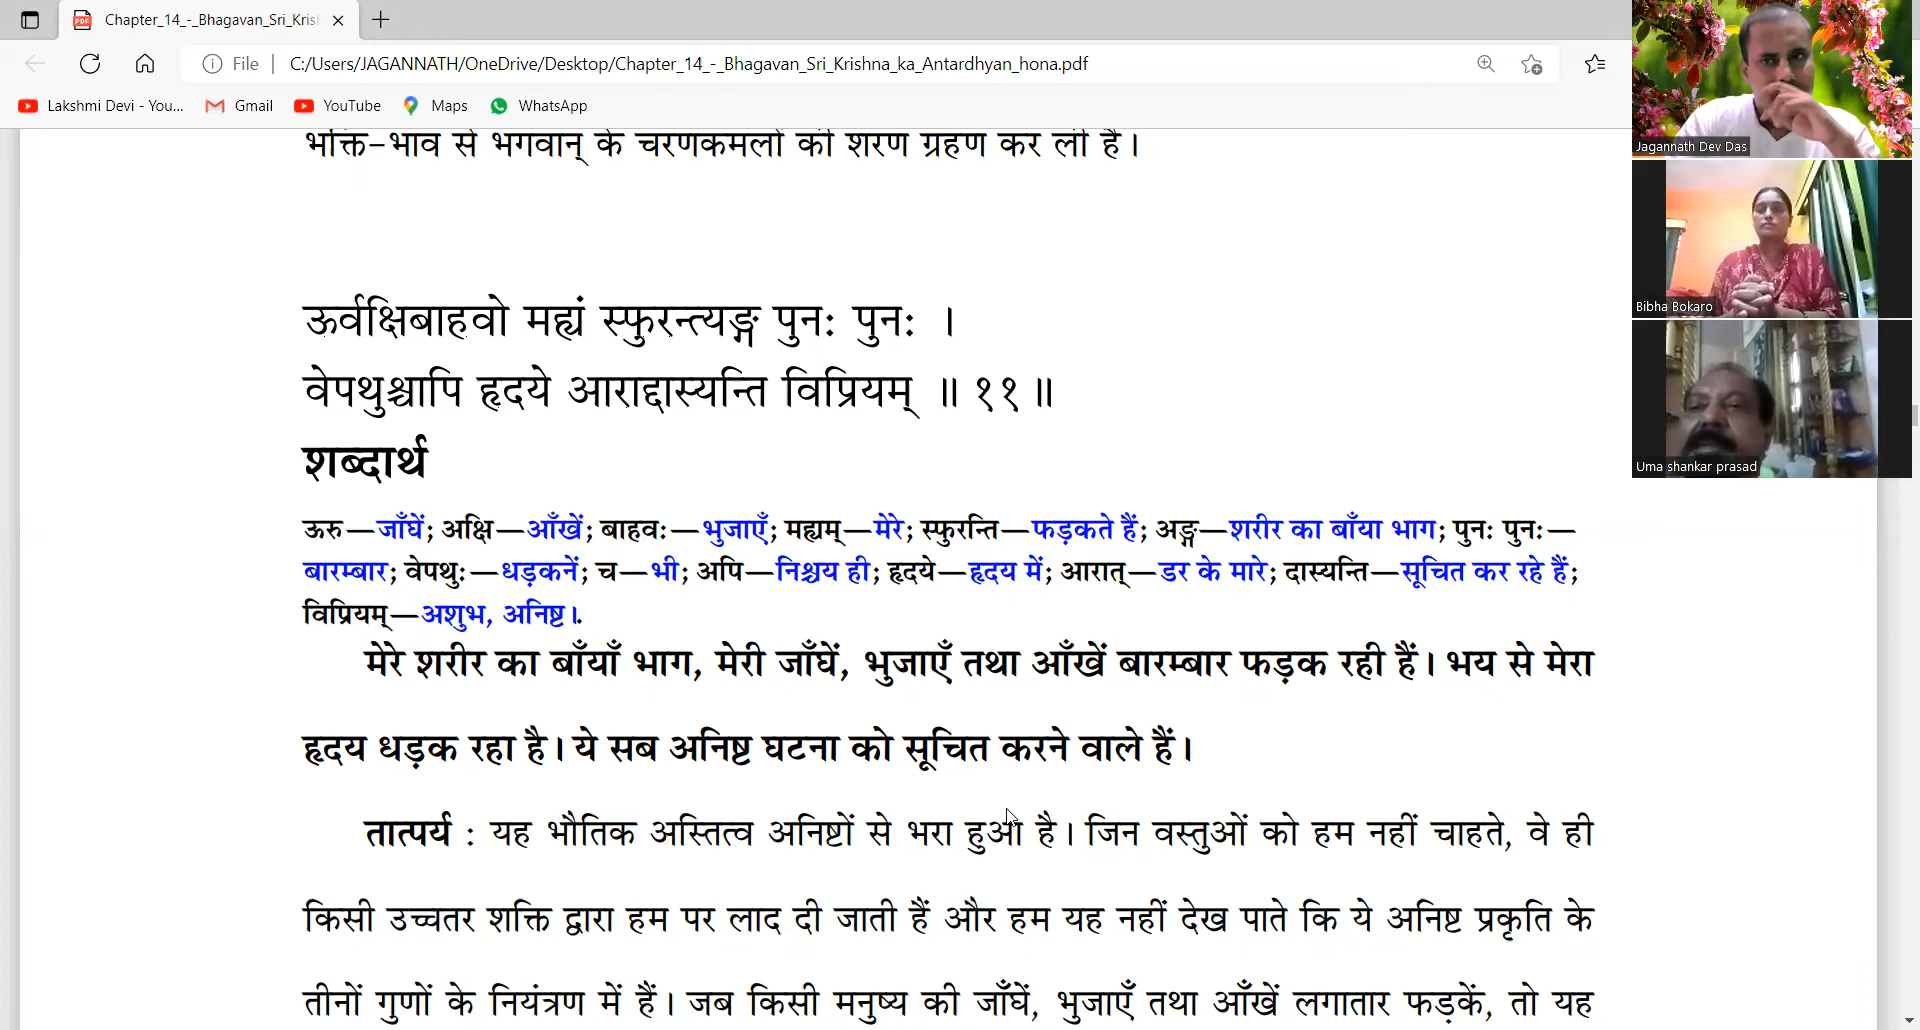 Chapter_14_-_Bhagavan_Sri_Kris
File C:/Users/JAGANNATH/OneDrive/Desktop/Chapter_14_-_Bhagavan_Sri_Krishna_ka_Antardhyan_hona.pdf
Lakshmi Devi - You... Gmail YouTube Maps WhatsApp
भक्ति-भाव से भगवान् के चरणकमलों की शरण ग्रहण कर ली है।
ऊर्वक्षिबाहवो मह्यं स्फुरन्त्यङ्ग पुनः पुनः ।
वेपथुश्चापि हृदये आराद्दास्यन्ति विप्रियम् ॥ ११॥
शब्दार्थ
ऊरु—जाँघें; अक्षि—आँखें; बाहवः—भुजाएँ; मह्यम्—मेरे; स्फुरन्ति—फड़कते हैं; अङ्ग—शरीर का बाँया भाग; पुनः पुनः—
बारम्बार; वेपथुः—धड़कनें; च—भी; अपि—निश्चय ही; हृदये—हृदय में; आरात्—डर के मारे; दास्यन्ति—सूचित कर रहे हैं;
विप्रियम्—अशुभ, अनिष्ट।.
मेरे शरीर का बाँयाँ भाग, मेरी जाँघें, भुजाएँ तथा आँखें बारम्बार फड़क रही हैं। भय से मेरा
हृदय धड़क रहा है। ये सब अनिष्ट घटना को सूचित करने वाले हैं।
तात्पर्य : यह भौतिक अस्तित्व अनिष्टों से भरा हुआ है। जिन वस्तुओं को हम नहीं चाहते, वे ही
किसी उच्चतर शक्ति द्वारा हम पर लाद दी जाती हैं और हम यह नहीं देख पाते कि ये अनिष्ट प्रकृति के
तीनों गुणों के नियंत्रण में हैं। जब किसी मनुष्य की जाँघें, भुजाएँ तथा आँखें लगातार फड़कें, तो यह
Jagannath Dev Das
Bibha Bokaro
Uma shankar prasad